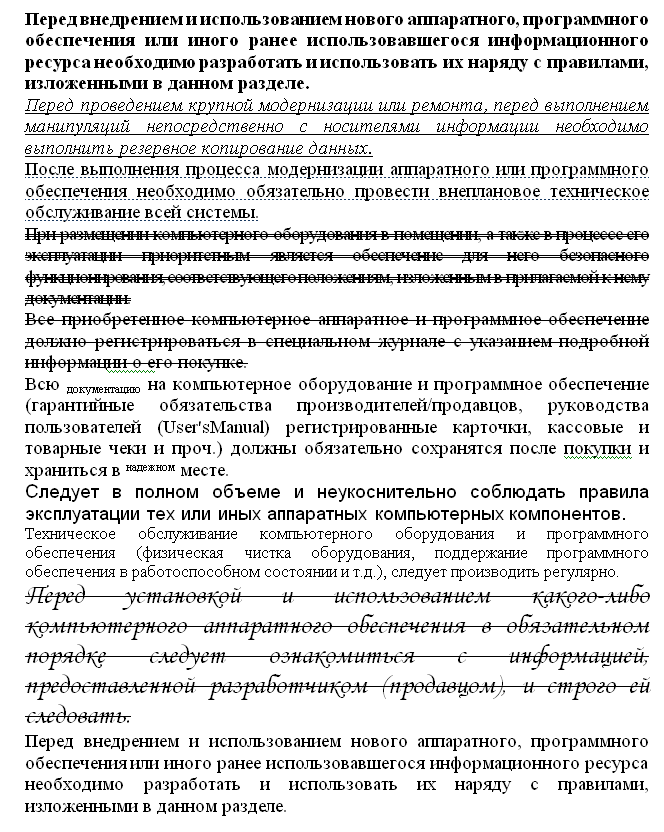 Перед внедрением и использованием нового аппаратного, программного
обеспечения или иного ранее использовавшегося информационного
ресурса необходимо разработать и использовать их наряду с правилами,
изложенными в данном разделе.
Перед проведением крупной модернизации или ремонта, перед выполнением
манипуляций непосредственно с носителями информации необходимо
выполнить резервное копирование данных.
После выполнения процесса модернизации аппаратного или программного
обеспечения необходимо обязательно провести внеплановое техническое
обслуживание всей системы.
При размещении компьютерного оборудования в помещении, а также в процессе его
эксплуатации приоритетным является обеспечение для него безопасного
функционирования, соответствующего положениям, изложенным в прилагаемой к нему
документации.
Все приобретенное компьютерное аппаратное и программное обеспечение
должно регистрироваться в специальном журнале с указанием подробной
информации о его покупке.
Всю документацию на компьютерное оборудование и программное обеспечение
(гарантийные обязательства производителей/продавцов, руководства
пользователей (User'sManual) регистрированные карточки, кассовые и
товарные чеки и проч.) должны обязательно сохранятся после покупки и
храниться в надежном месте.
Следует в полном объеме и неукоснительно соблюдать правила
эксплуатации тех или иных аппаратных компьютерных компонентов.
Техническое обслуживание компьютерного оборудования и программного
обеспечения (физическая чистка оборудования, поддержание программного
обеспечения в работоспособном состоянии и т.д.), следует производить регулярно.
Перед установкой и использованием какого-либо
компьютерного аппаратного обеспечения в обязательном
порядке следует ознакомиться с информацией,
предоставленной разработчиком (продавцом), и строго ей
следовать.
Перед внедрением и использованием нового аппаратного, программного
обеспечения или иного ранее использовавшегося информационного ресурса
необходимо разработать и использовать их наряду с правилами,
изложенными в данном разделе.